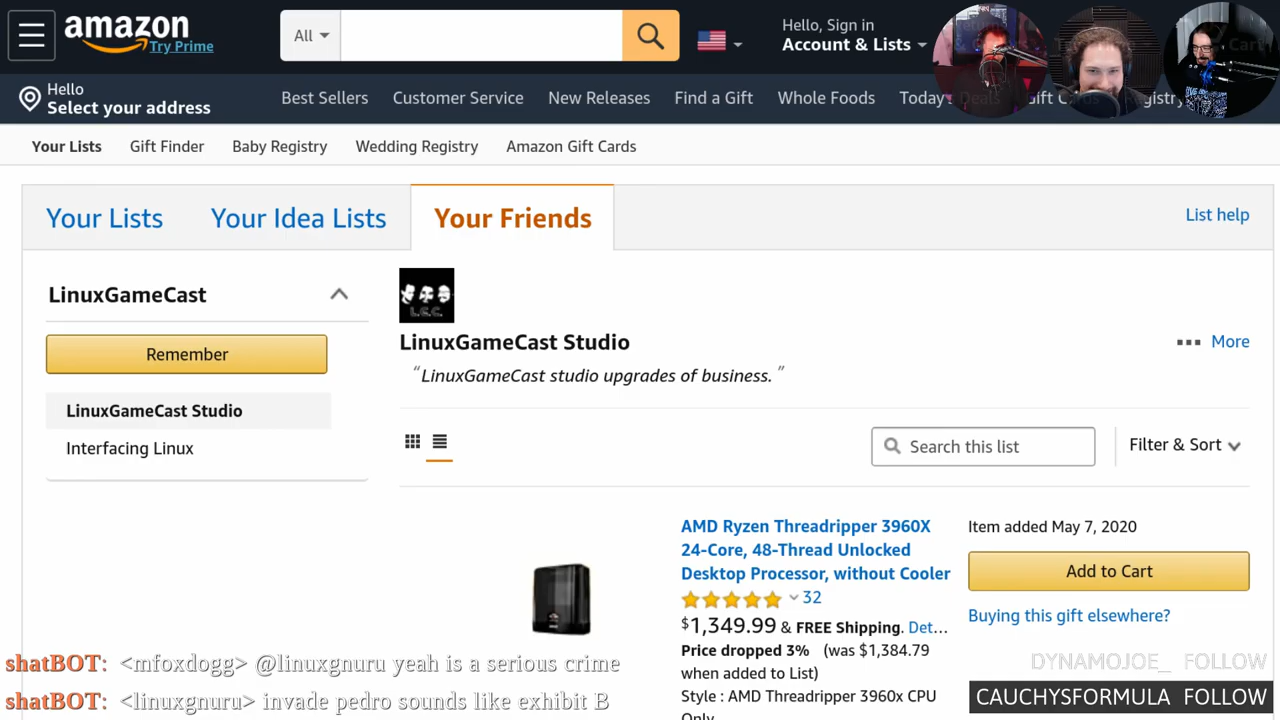 amazon
Try Prime
All
Hello, Sign in
Account & Lists
Cart
Hello
Select your address
Best Sellers
Customer Service
New Releases
Find a Gift
Whole Foods
Today's Deals
Gift Cards
Registry
Your Lists
Gift Finder
Baby Registry
Wedding Registry
Amazon Gift Cards
Your Lists
Your Idea Lists
Your Friends
List help
LinuxGameCast
Remember
LinuxGameCast Studio
Interfacing Linux
L.G.C.
LinuxGameCast Studio
More
“LinuxGameCast studio upgrades of business.”
Search this list
Filter & Sort
AMD Ryzen Threadripper 3960X
24-Core, 48-Thread Unlocked
Desktop Processor, without Cooler
32
$1,349.99 & FREE Shipping. Det...
Price dropped 3% (was $1,384.79
when added to List)
Style : AMD Threadripper 3960x CPU
Only
Item added May 7, 2020
Add to Cart
Buying this gift elsewhere?
shatBOT: <mfoxdogg> @linuxgnuru yeah is a serious crime
shatBOT: <linuxgnuru> invade pedro sounds like exhibit B
DYNAMOJOE_ FOLLOW
CAUCHYSFORMULA FOLLOW